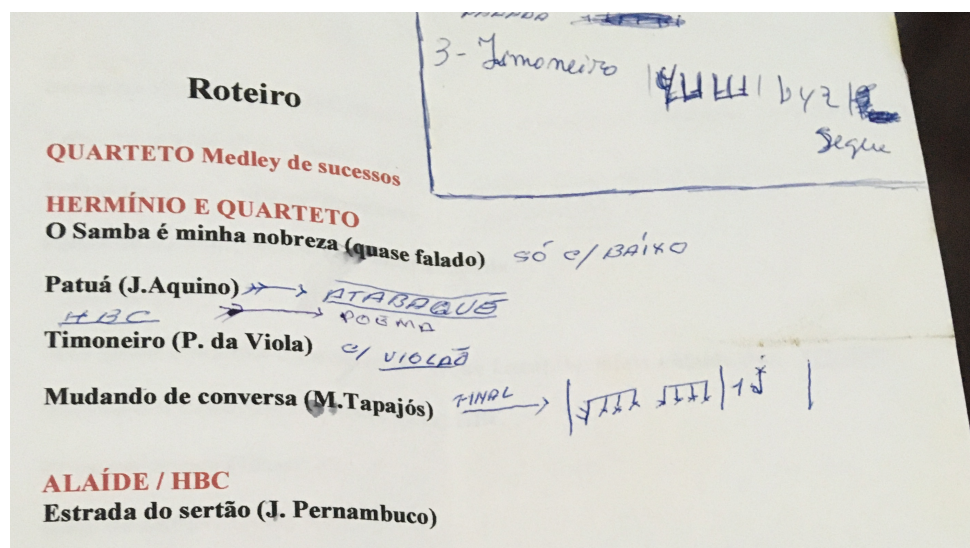 3- Timoneiro
segue
Roteiro
QUARTETO Medley de sucessos
HERMÍNIO E QUARTETO
O Samba é minha nobreza (quase falado) SÓ C/ BAIXO
Patuá (J.Aquino) ATABAQUE
HBC POEMA
Timoneiro (P. da Viola) C/ VIOLÃO
Mudando de conversa (M.Tapajós) FINAL
ALAÍDE / HBC
Estrada do sertão (J. Pernambuco)